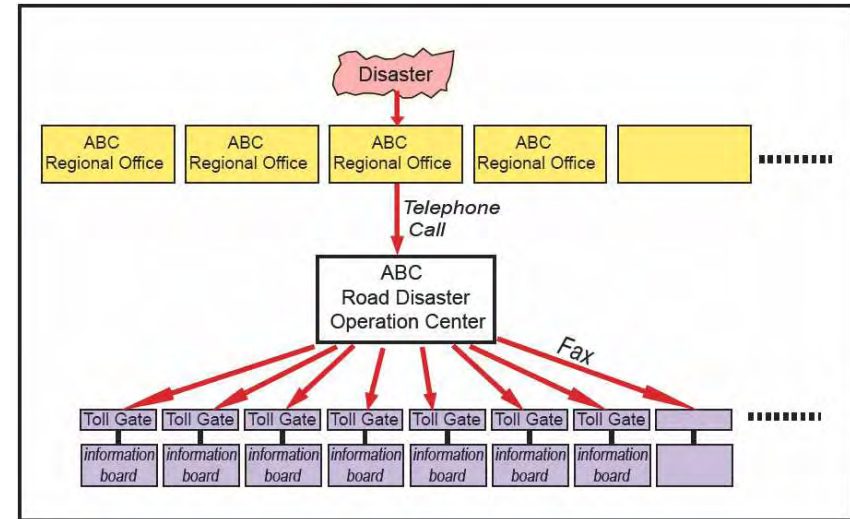 Disaster
ABC
Regional Office
ABC
Regional Office
ABC
Regional Office
ABC
Regional Office
Telephone
Call
ABC
Road Disaster
Operation Center
Fax
Toll Gate
Toll Gate
Toll Gate
Toll Gate
Toll Gate
Toll Gate
Toll Gate
information
board
information
board
information
board
information
board
information
board
information
board
information
board